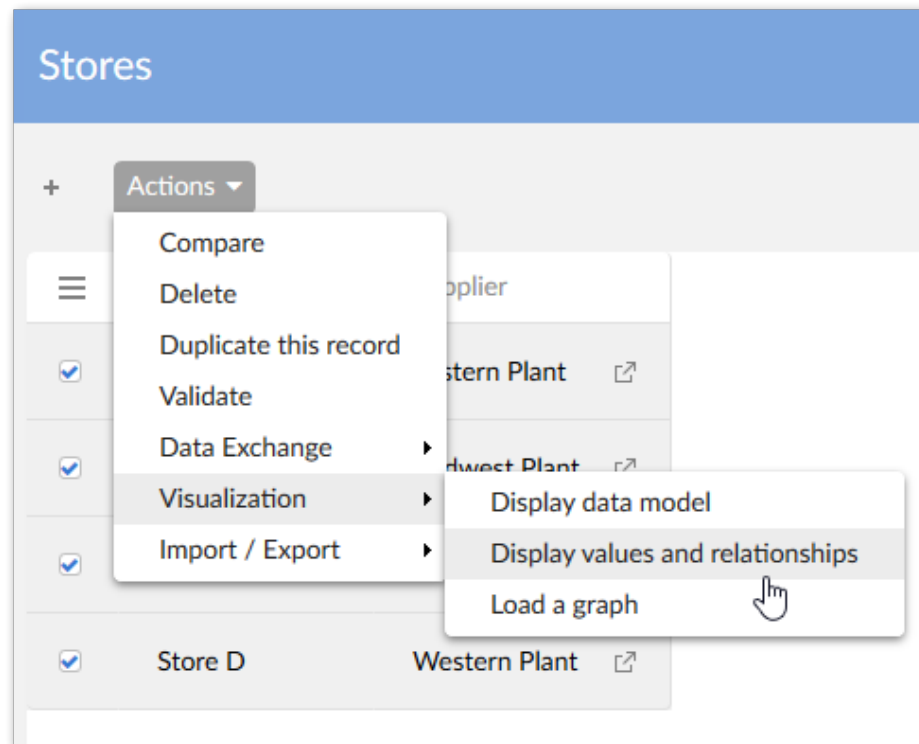 Stores
+ Actions
Compare
Delete
pplier
Duplicate this record
stern Plant
Validate
Data Exchange
dwest Plant
Visualization
Display data model
Display values and relationships
Import / Export
Load a graph
Store D Western Plant